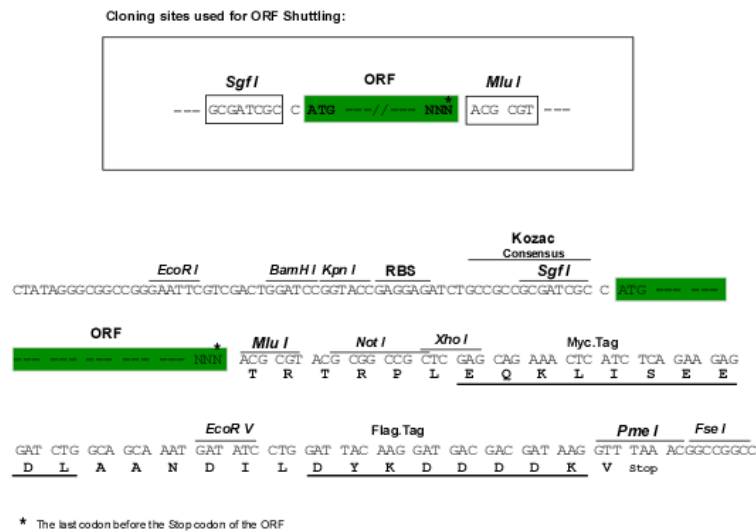 Cloning sites used for ORF Shuttling:
Sgf I ORF Mlu I
*
--- GCGATCGC C ATG ---//--- NNN ACG CGT ---
Kozac
Consensus
EcoR I BamH I Kpn I RBS Sgf I
CTATAGGGCGGCCGGGAATTCGTCGACTGGATCCGGTACCGAGGAGATCTGCCGCCGCGATCGC C ATG --- ---
ORF
* Mlu I Not I Xho I Myc.Tag
--- --- --- --- --- --- NNN ACG CGT ACG CGG CCG CTC GAG CAG AAA CTC ATC TCA GAA GAG
T R T R P L E Q K L I S E E
EcoR V Flag.Tag Pme I Fse I
GAT CTG GCA GCA AAT GAT ATC CTG GAT TAC AAG GAT GAC GAC GAT AAG GTT TAA ACGGCCGGCC
D L A A N D I L D Y K D D D D K V Stop
* The last codon before the Stop codon of the ORF